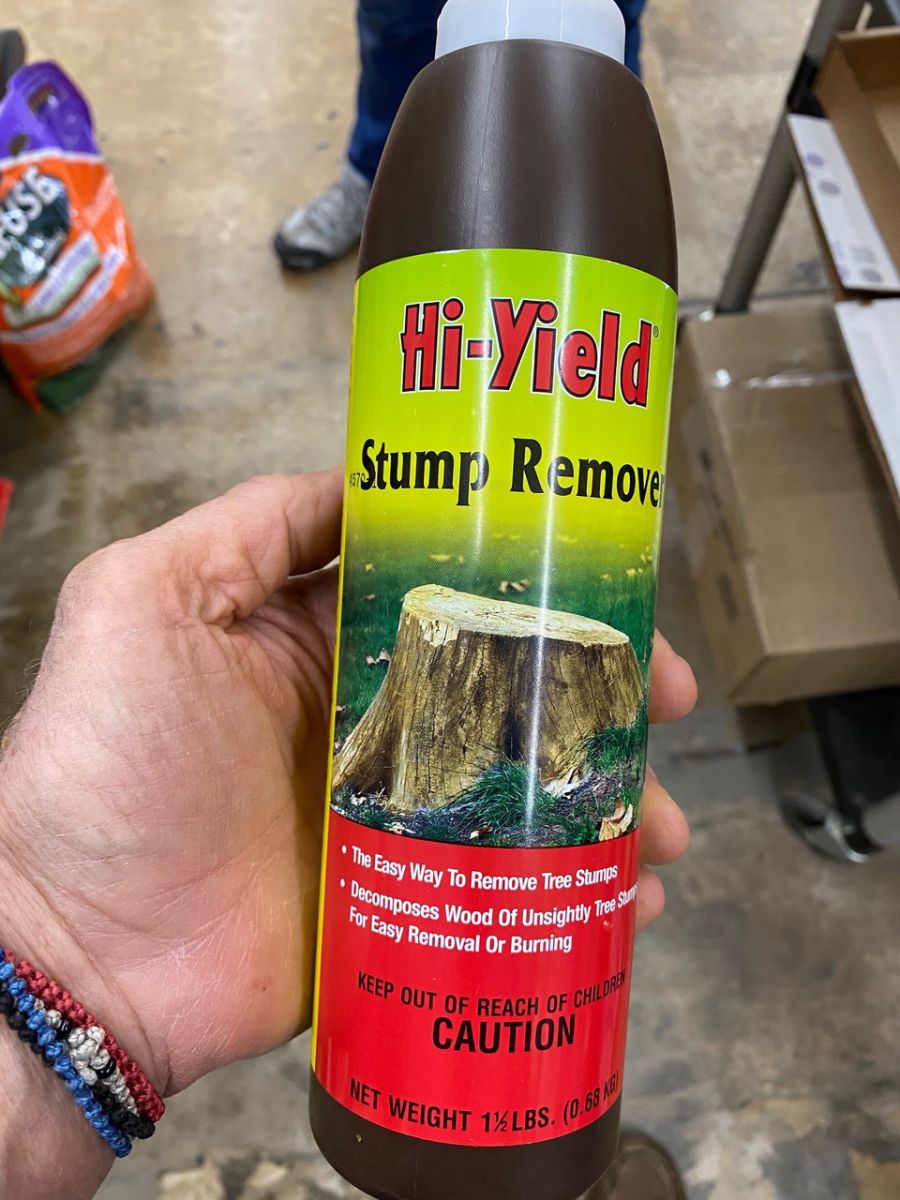 Hi-Yield®
Stump Remover
• The Easy Way To Remove Tree Stumps
• Decomposes Wood Of Unsightly Tree Stumps
For Easy Removal Or Burning
KEEP OUT OF REACH OF CHILDREN
CAUTION
NET WEIGHT 1½ LBS. (0.68 KG)